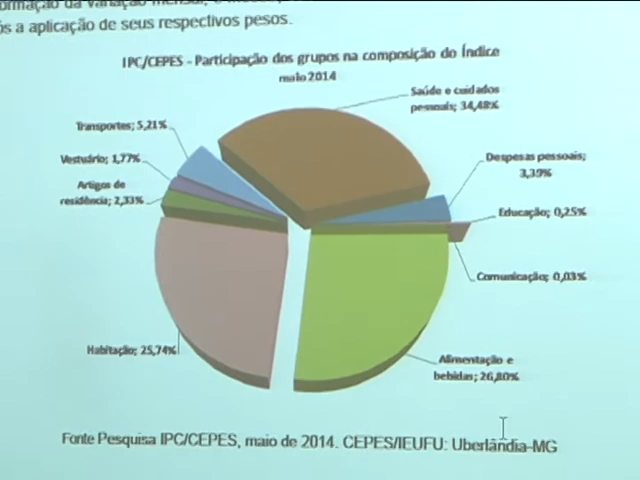 formação da variação mensal,
ós a aplicação de seus respectivos pesos.
IPC/CEPES - Participação dos grupos na composição do Índice
maio 2014
Saúde e cuidados
pessoais; 34,48%
Transportes; 5,21%
Vestuário; 1,77%
Despesas pessoais;
3,39%
Artigos de
residência; 2,33%
Educação; 0,25%
Comunicação; 0,03%
Habitação; 25,74%
Alimentação e
bebidas; 26,80%
Fonte Pesquisa IPC/CEPES, maio de 2014. CEPES/IEUFU: Uberlândia-MG